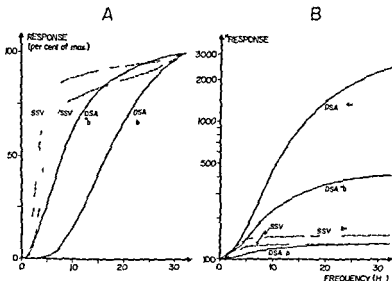 A
RESPONSE
(per cent of max.)
100
50
0
SSV
SSV
DSA
b
DSA
b
0
10
20
30
B
RESPONSE
3000
2000
1000
500
100
DSA
DSA b
SSV
SSV
DSA
0
10
20
30
FREQUENCY (H